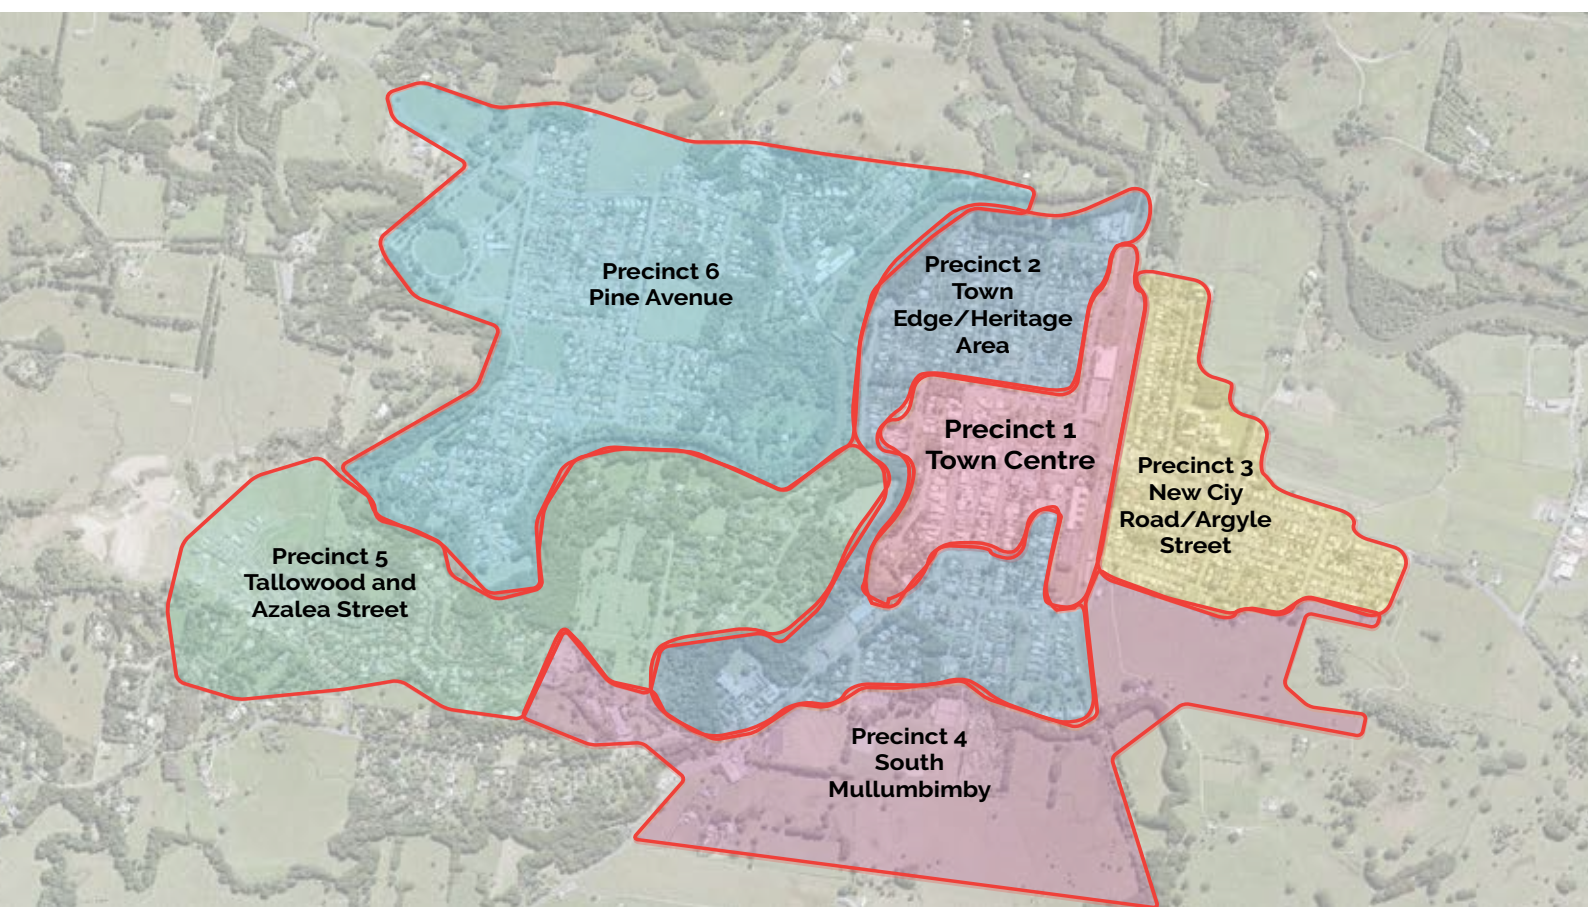 Precinct 6
Pine Avenue
Precinct 2
Town
Edge/Heritage
Area
Precinct 1
Town Centre
Precinct 3
New Ciy
Road/Argyle
Street
Precinct 5
Tallowood and
Azalea Street
Precinct 4
South
Mullumbimby